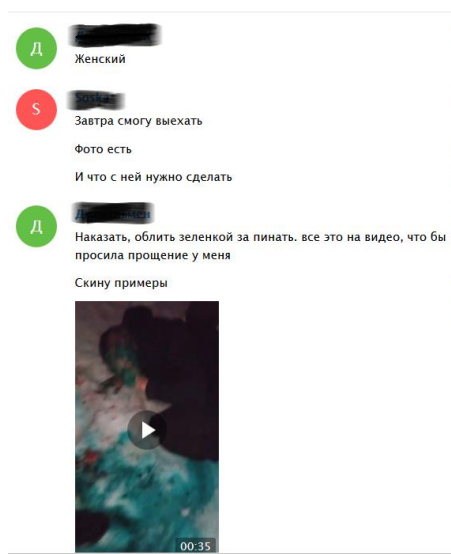 Д
Женский
S
Soska
Завтра смогу выехать
Фото есть
И что с ней нужно сделать
Д
Наказать, облить зеленкой за пинать. все это на видео, что бы
просила прощение у меня
Скину примеры
00:35